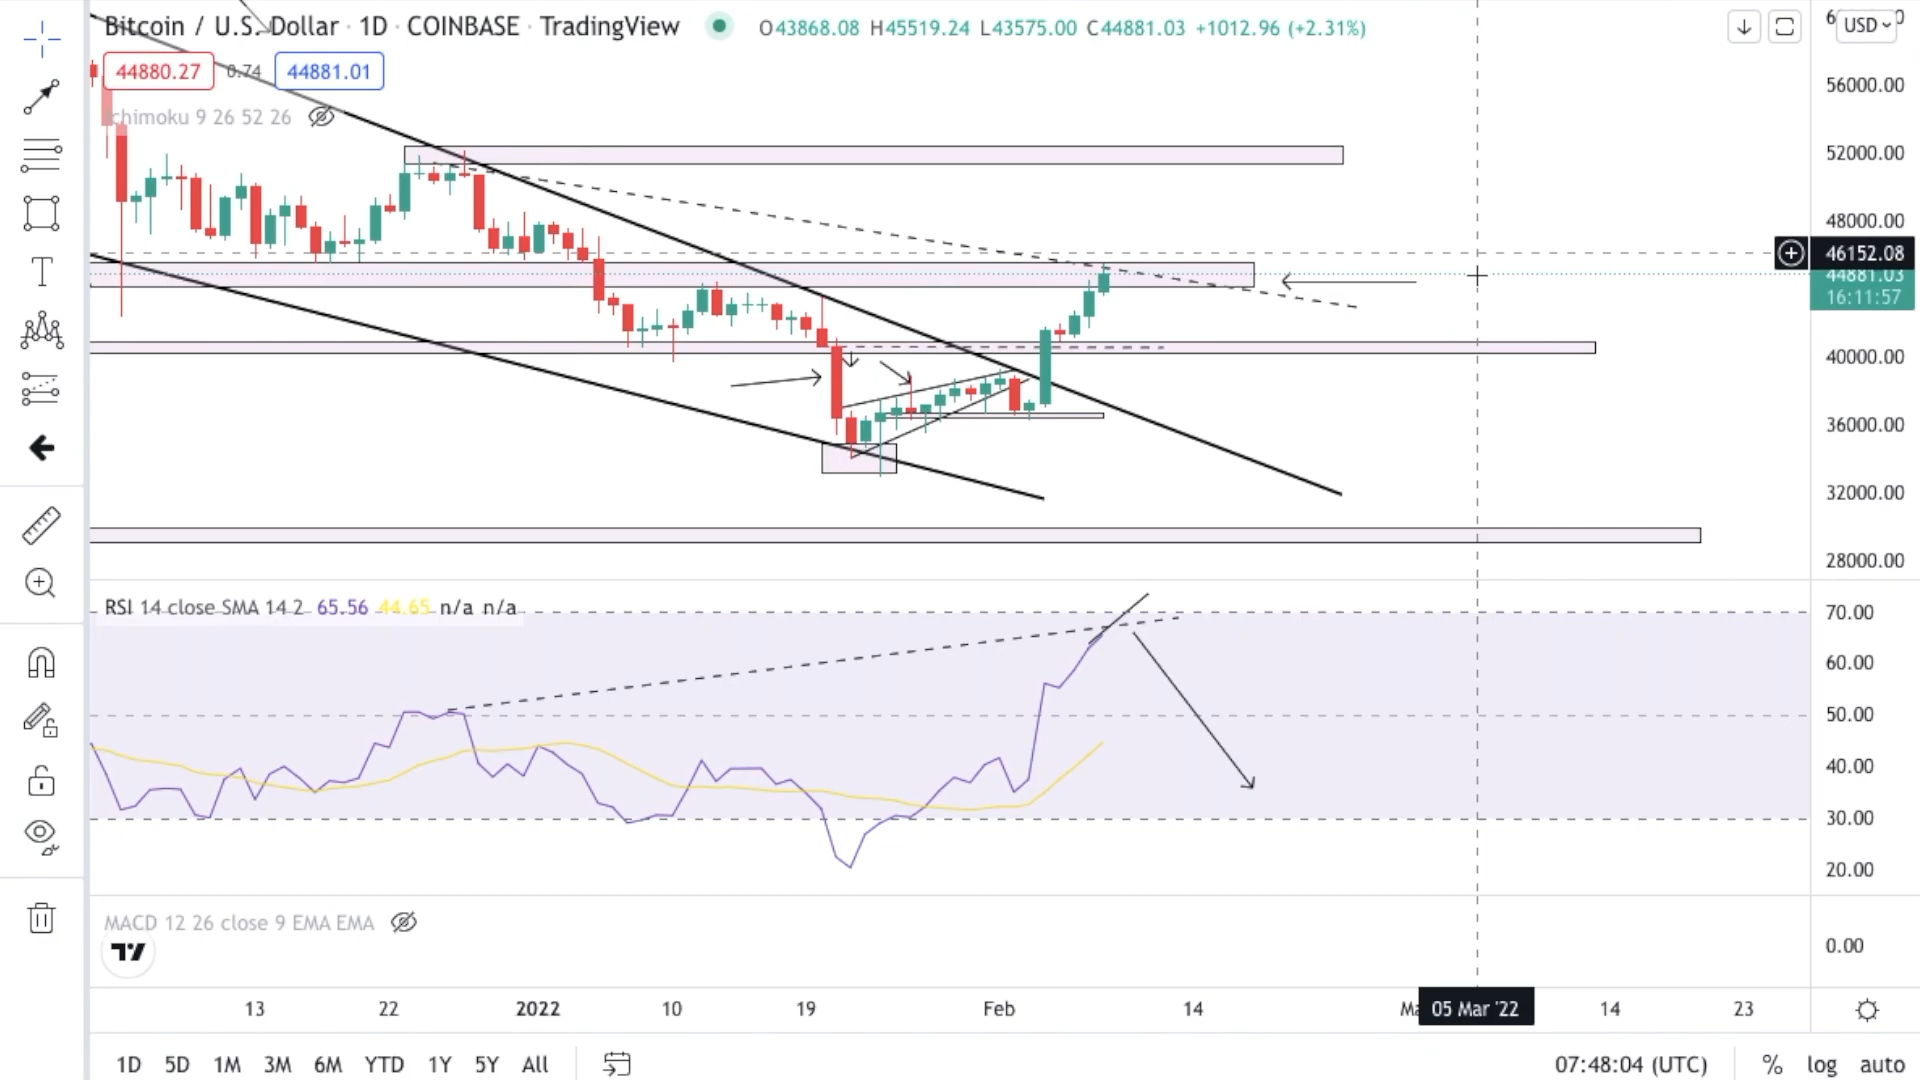 Bitcoin / U.S. Dollar · 1D · COINBASE · TradingView O43868.08 H45519.24 L43575.00 C44881.03 +1012.96 (+2.31%)
USD
44880.27 0.74 44881.01
Ichimoku 9 26 52 26
56000.00
52000.00
48000.00
46152.08
44881.03
16:11:57
40000.00
36000.00
32000.00
28000.00
RSI 14 close SMA 14 2 65.56 44.65 n/a n/a
70.00
60.00
50.00
40.00
30.00
20.00
MACD 12 26 close 9 EMA EMA
0.00
13 22 2022 10 19 Feb 14 05 Mar '22 14 23
1D 5D 1M 3M 6M YTD 1Y 5Y All 07:48:04 (UTC) % log auto